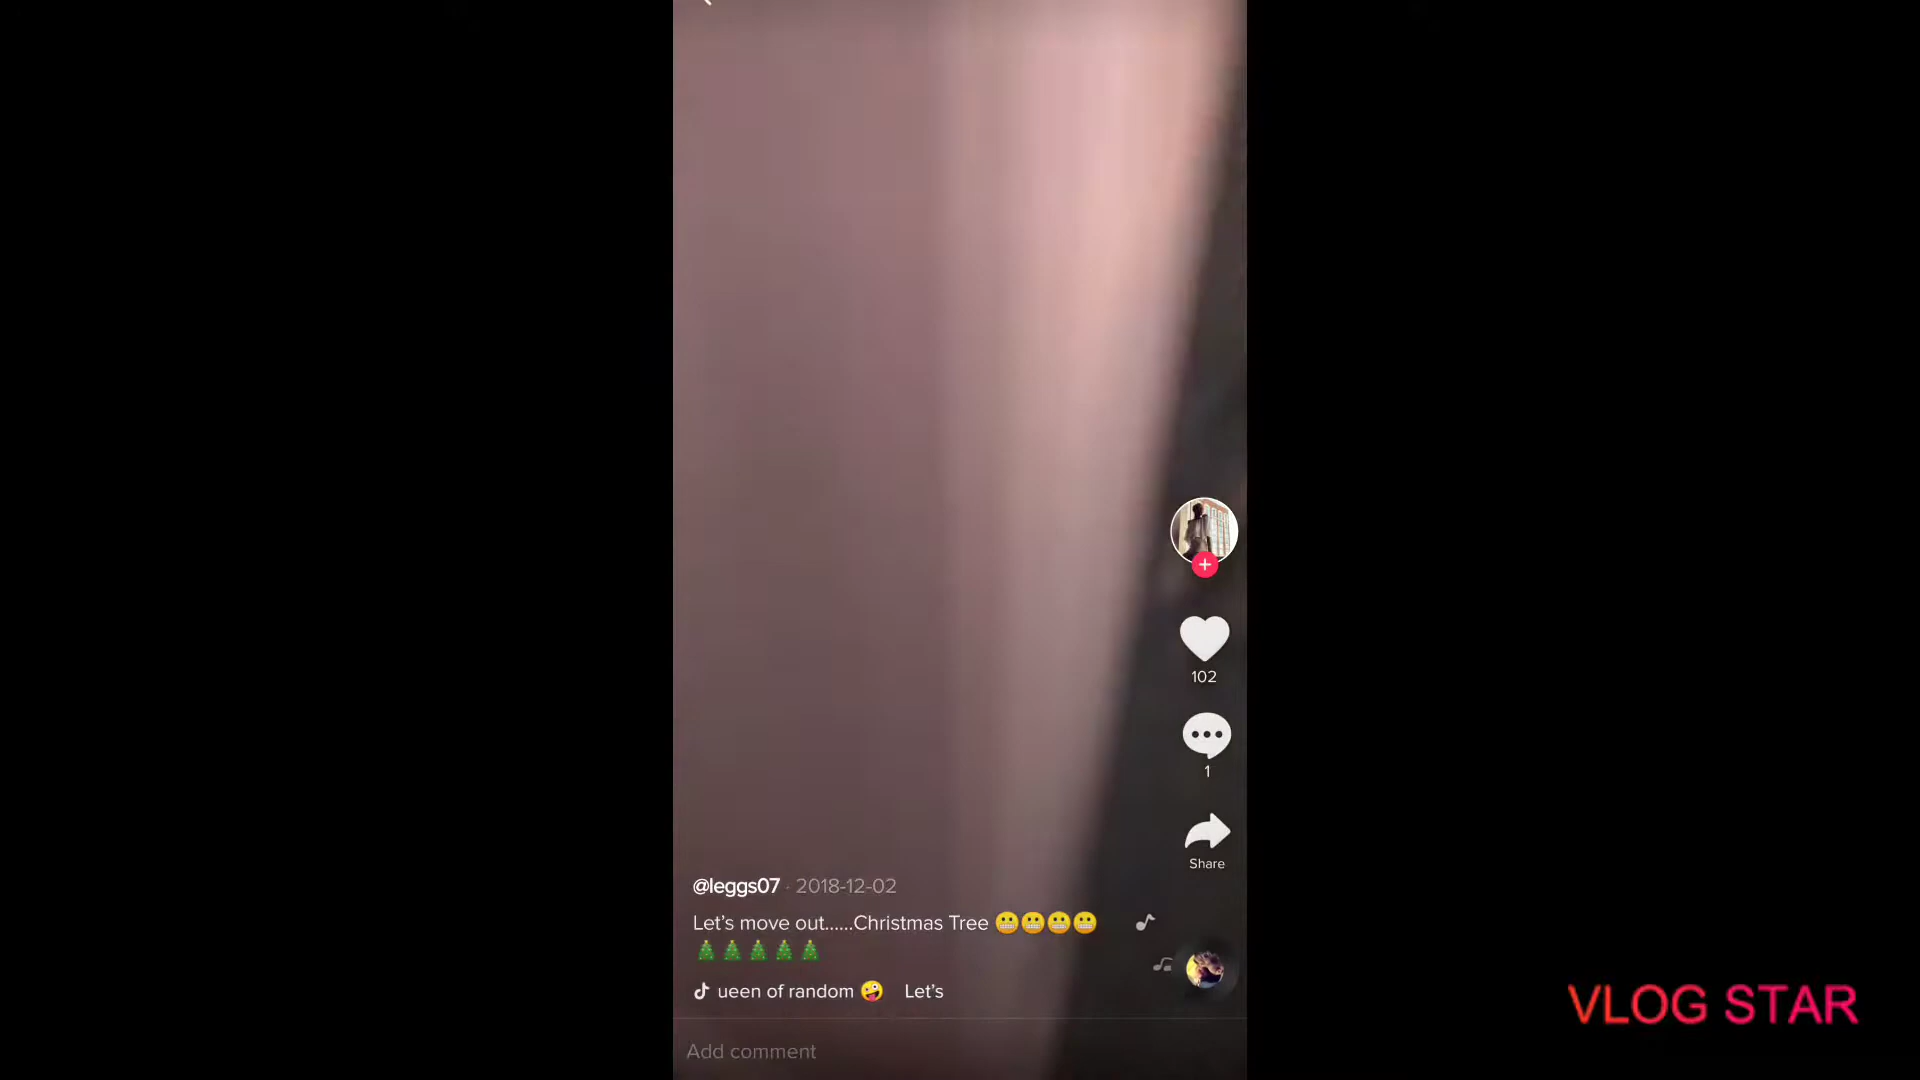 102
1
Share
@leggs07 · 2018-12-02
Let's move out......Christmas Tree 😬😬😬😬
🎄🎄🎄🎄🎄
ueen of random 🤪 Let's
Add comment
VLOG STAR